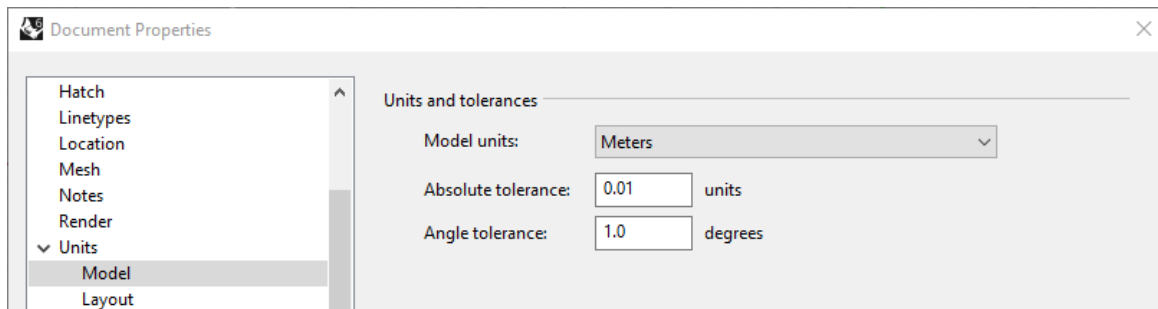 Document Properties
Hatch
Linetypes
Location
Mesh
Notes
Render
Units
Model
Layout
Units and tolerances
Model units: Meters
Absolute tolerance: 0.01 units
Angle tolerance: 1.0 degrees